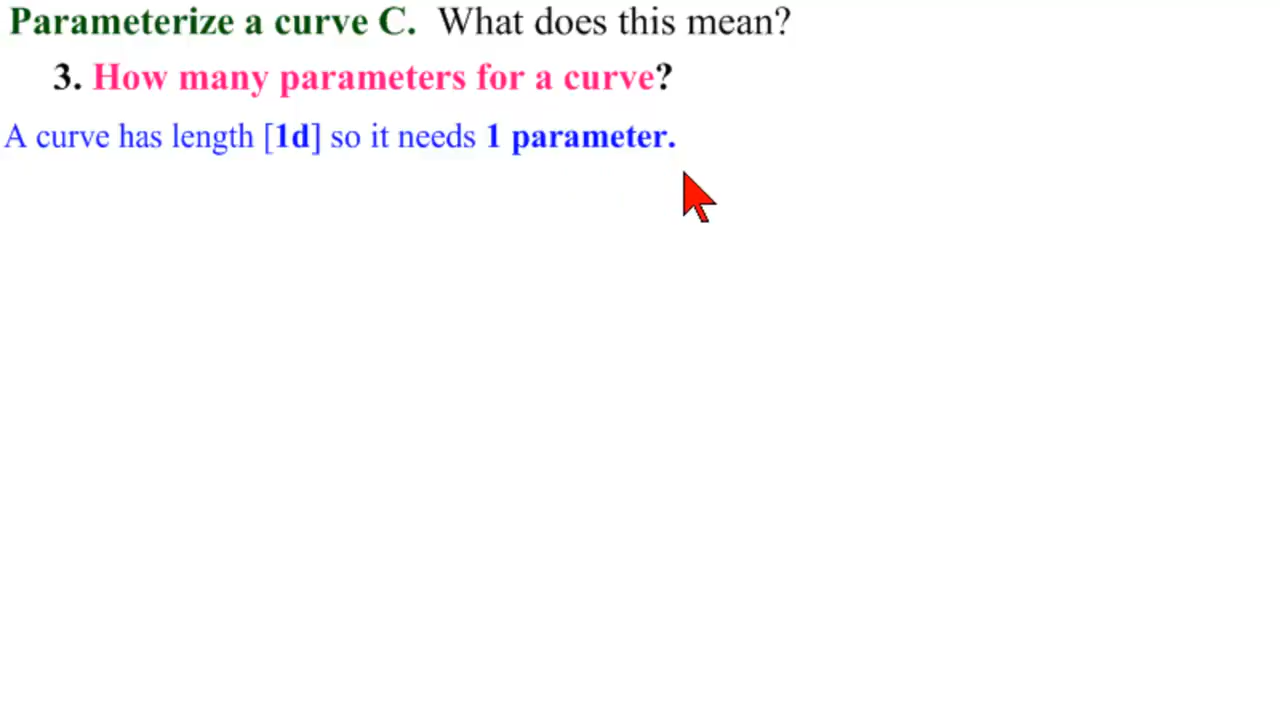 Parameterize a curve C. What does this mean?
3. How many parameters for a curve?
A curve has length [1d] so it needs 1 parameter.